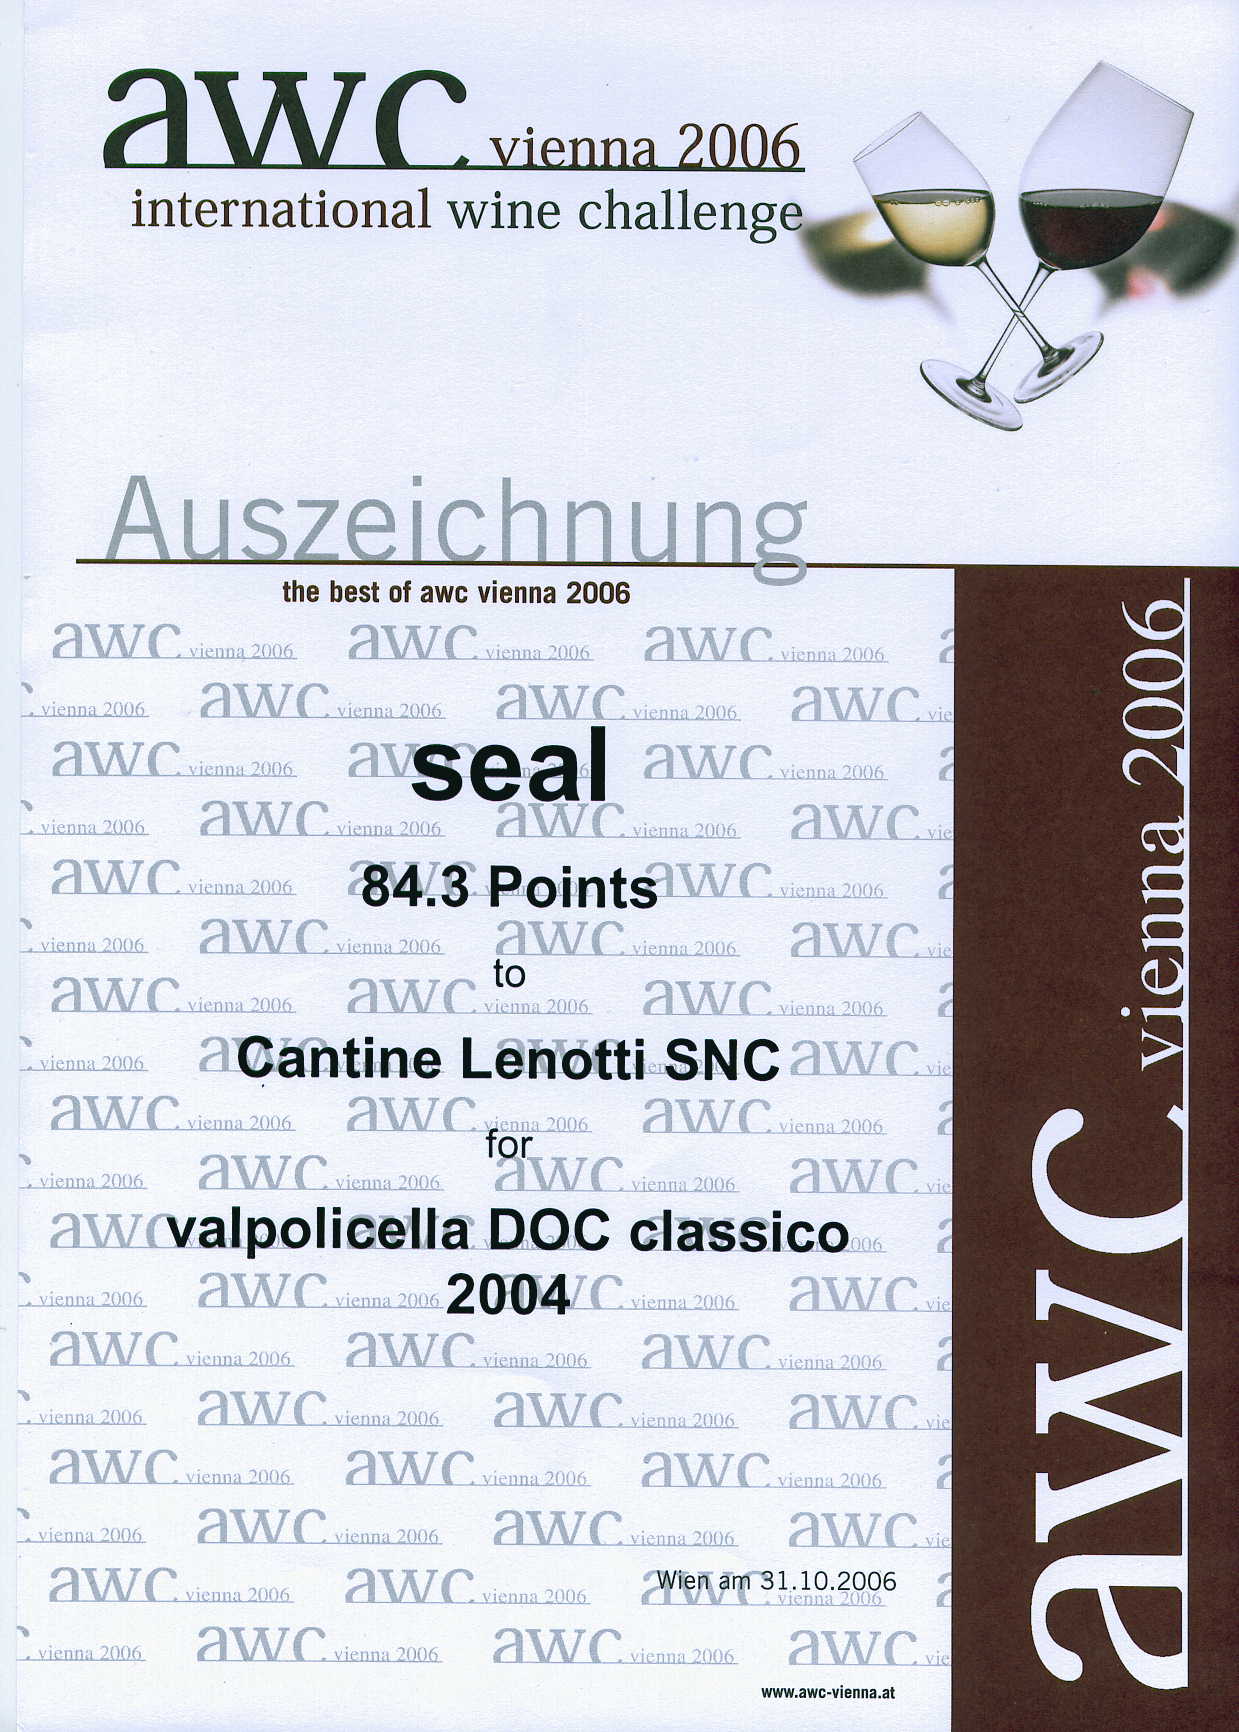 awc vienna 2006
international wine challenge
Auszeichnung
the best of awc vienna 2006
seal
84.3 Points
to
Cantine Lenotti SNC
for
valpolicella DOC classico
2004
Wien am 31.10.2006
www.awc-vienna.at
awc vienna 2006